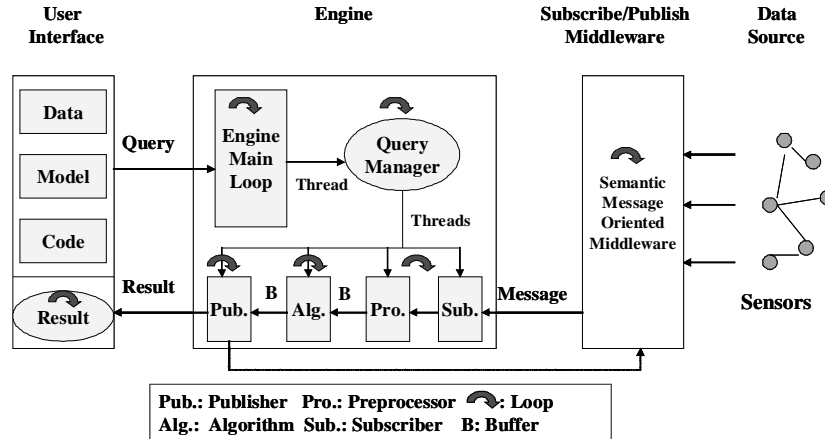 User
Interface
Engine
Subscribe/Publish
Middleware
Data
Source
Data
Model
Code
Result
Query
Result
Engine
Main
Loop
Thread
Query
Manager
Threads
Pub.
B
Alg.
B
Pro.
Sub.
Message
Semantic
Message
Oriented
Middleware
Sensors
Pub.: Publisher Pro.: Preprocessor : Loop
Alg.: Algorithm Sub.: Subscriber B: Buffer